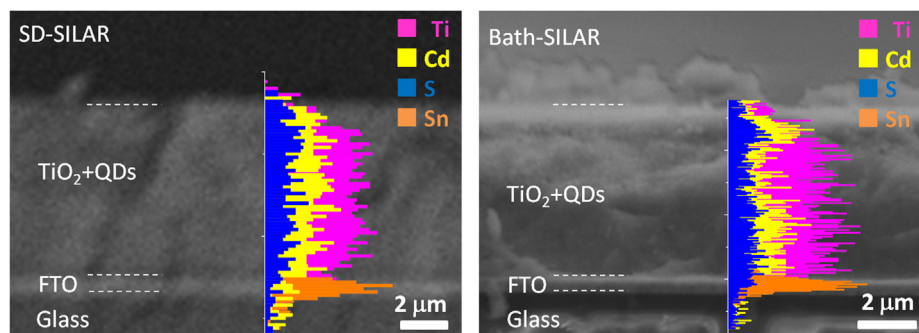 SD-SILAR
Ti
Cd
S
Sn
TiO₂+QDs
FTO
Glass
2 μm
Bath-SILAR
Ti
Cd
S
Sn
TiO₂+QDs
FTO
Glass
2 μm